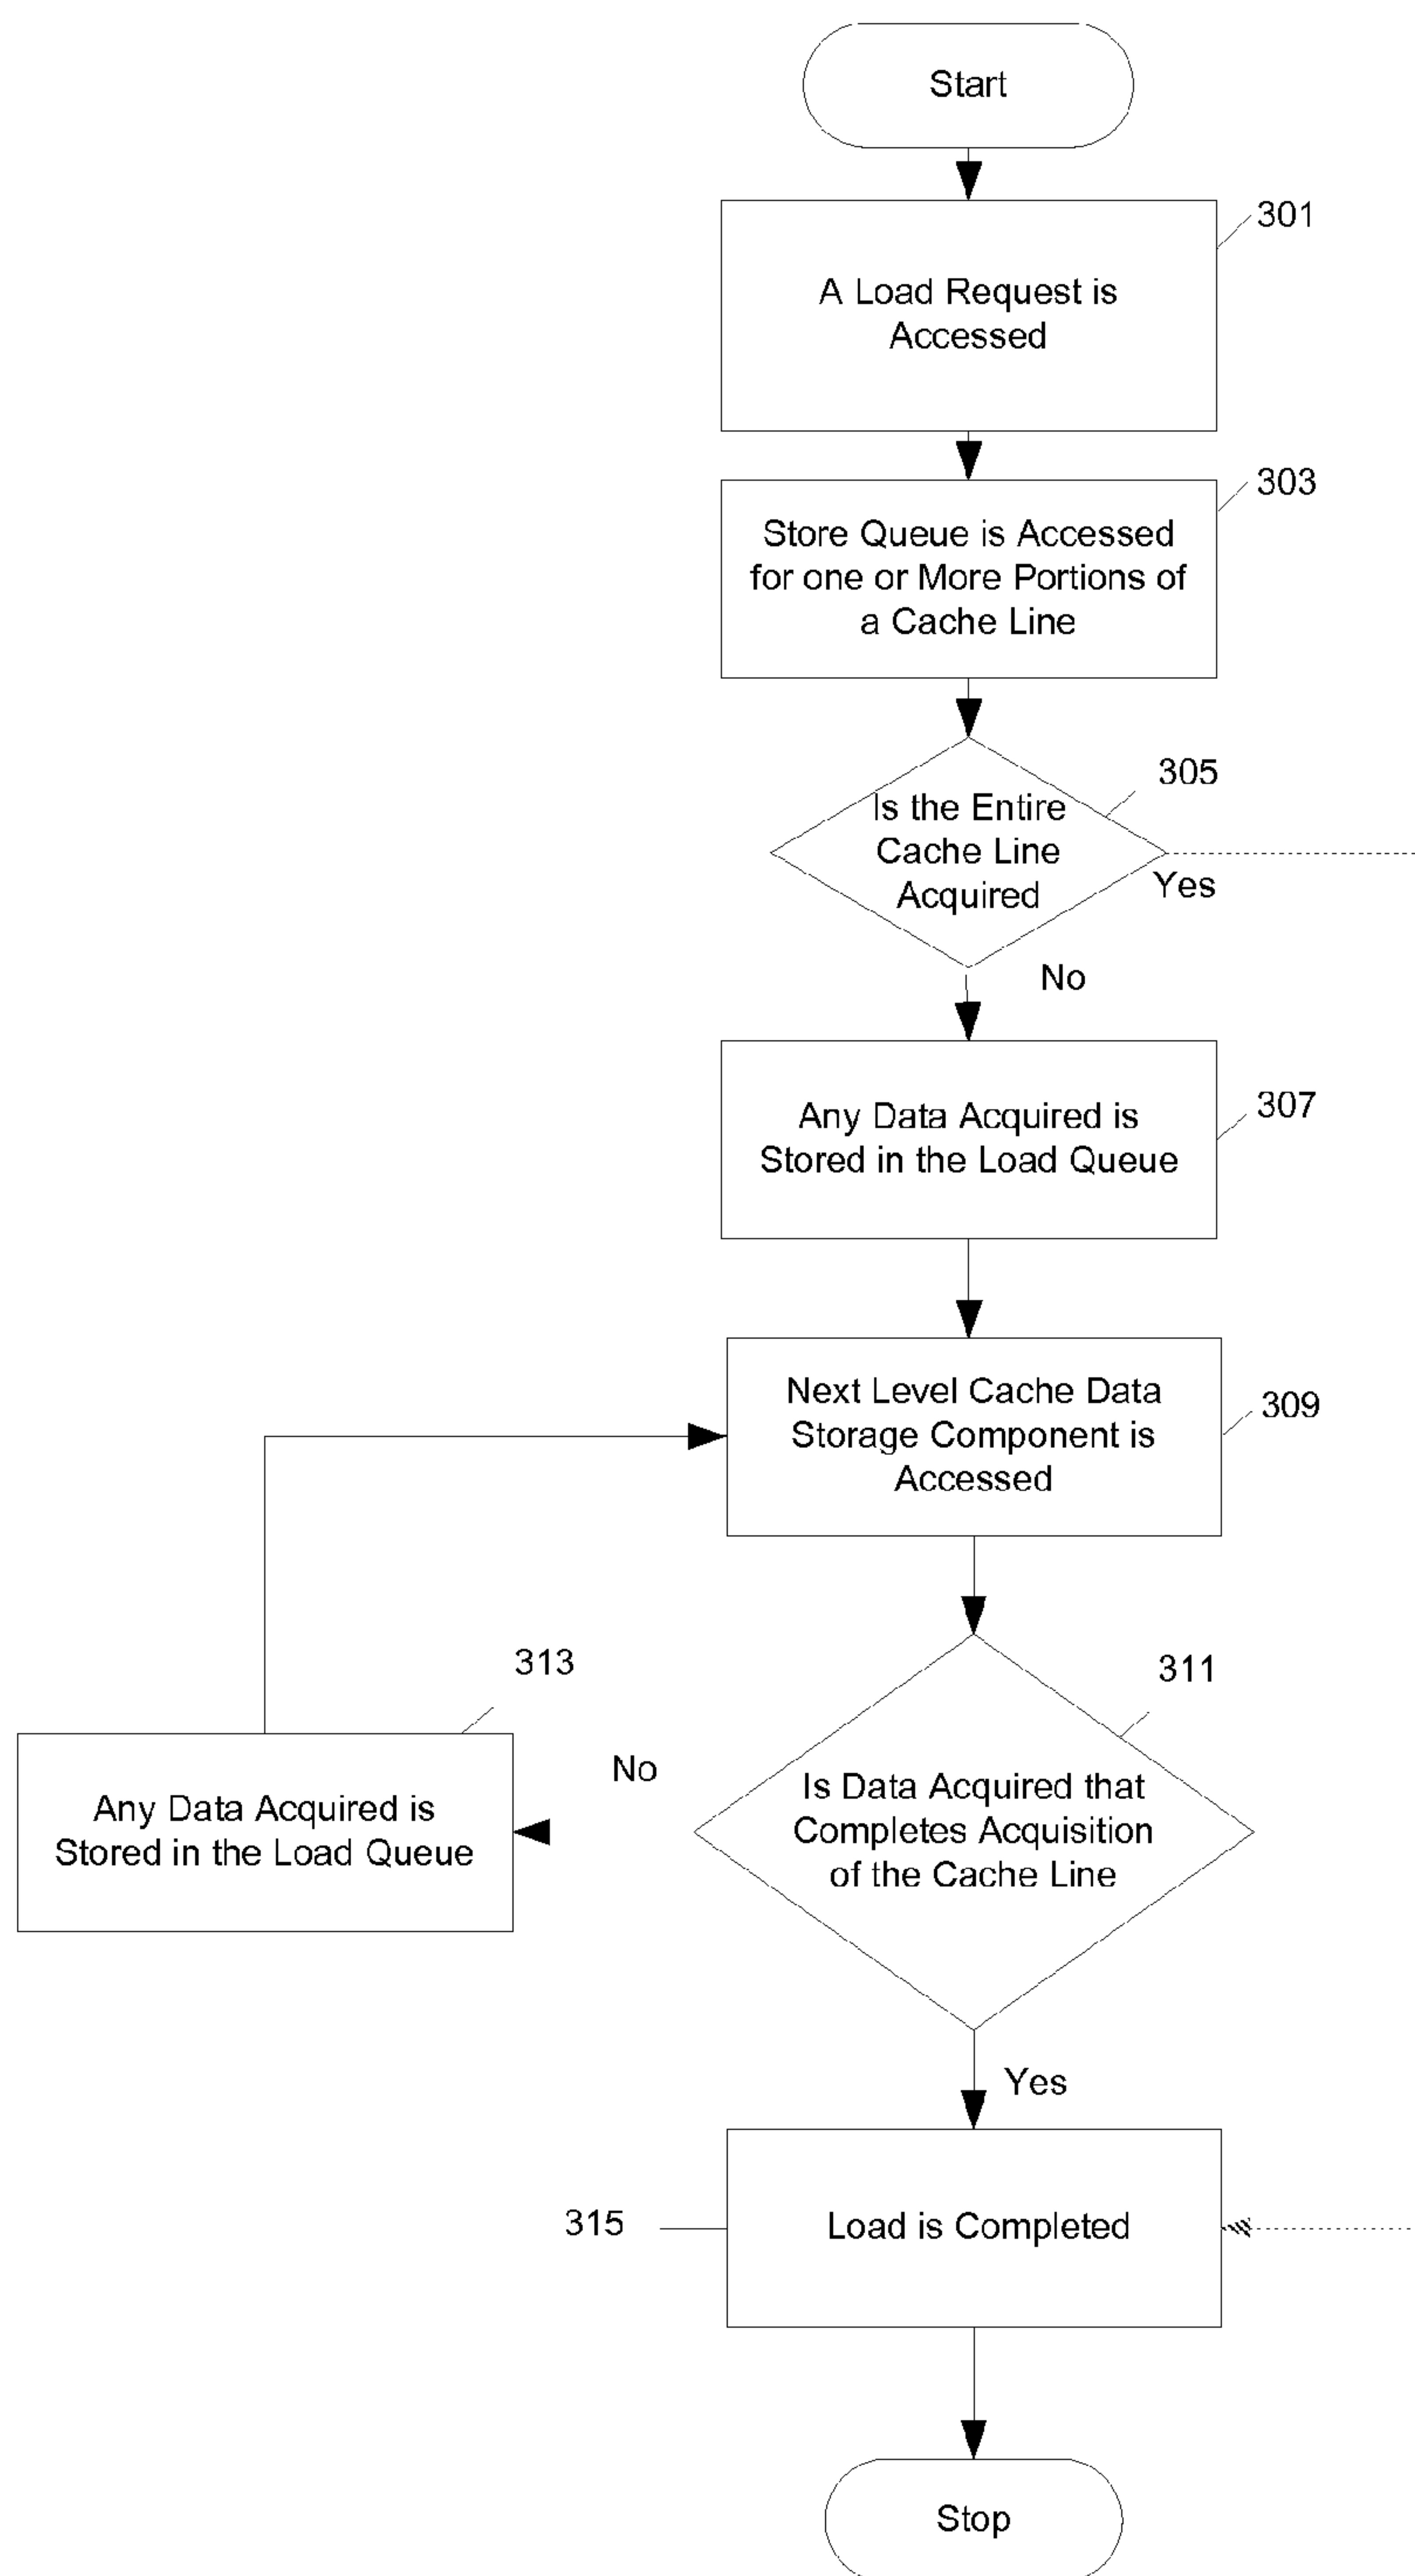 Start
301
A Load Request is
Accessed
303
Store Queue is Accessed
for one or More Portions of
a Cache Line
305
Is the Entire
Cache Line
Acquired
Yes
No
307
Any Data Acquired is
Stored in the Load Queue
Next Level Cache Data
Storage Component is
Accessed
309
313
311
No
Any Data Acquired is
Stored in the Load Queue
Is Data Acquired that
Completes Acquisition
of the Cache Line
Yes
315
Load is Completed
Stop